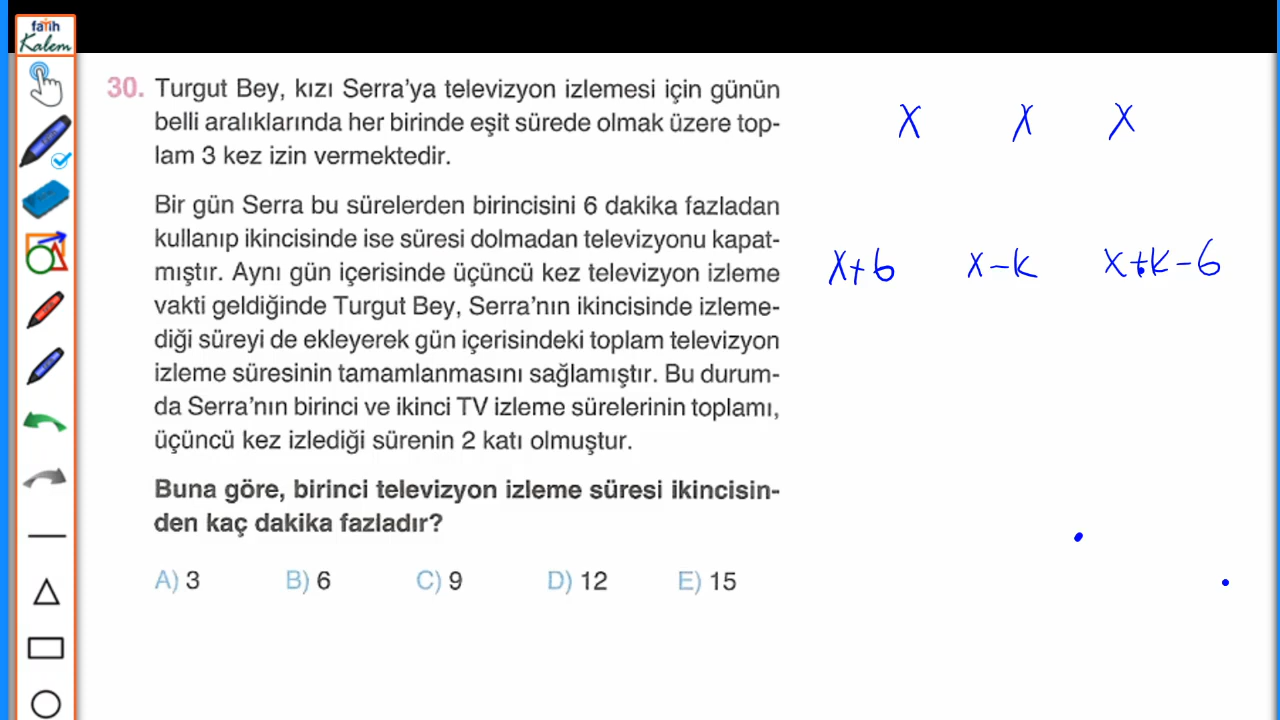 fatih
Kalem
30. Turgut Bey, kızı Serra'ya televizyon izlemesi için günün
belli aralıklarında her birinde eşit sürede olmak üzere top-
lam 3 kez izin vermektedir.
Bir gün Serra bu sürelerden birincisini 6 dakika fazladan
kullanıp ikincisinde ise süresi dolmadan televizyonu kapat-
mıştır. Aynı gün içerisinde üçüncü kez televizyon izleme
vakti geldiğinde Turgut Bey, Serra'nın ikincisinde izleme-
diği süreyi de ekleyerek gün içerisindeki toplam televizyon
izleme süresinin tamamlanmasını sağlamıştır. Bu durum-
da Serra'nın birinci ve ikinci TV izleme sürelerinin toplamı,
üçüncü kez izlediği sürenin 2 katı olmuştur.
Buna göre, birinci televizyon izleme süresi ikincisin-
den kaç dakika fazladır?
A) 3 B) 6 C) 9 D) 12 E) 15
x x x
x+6 x-k x+k-6